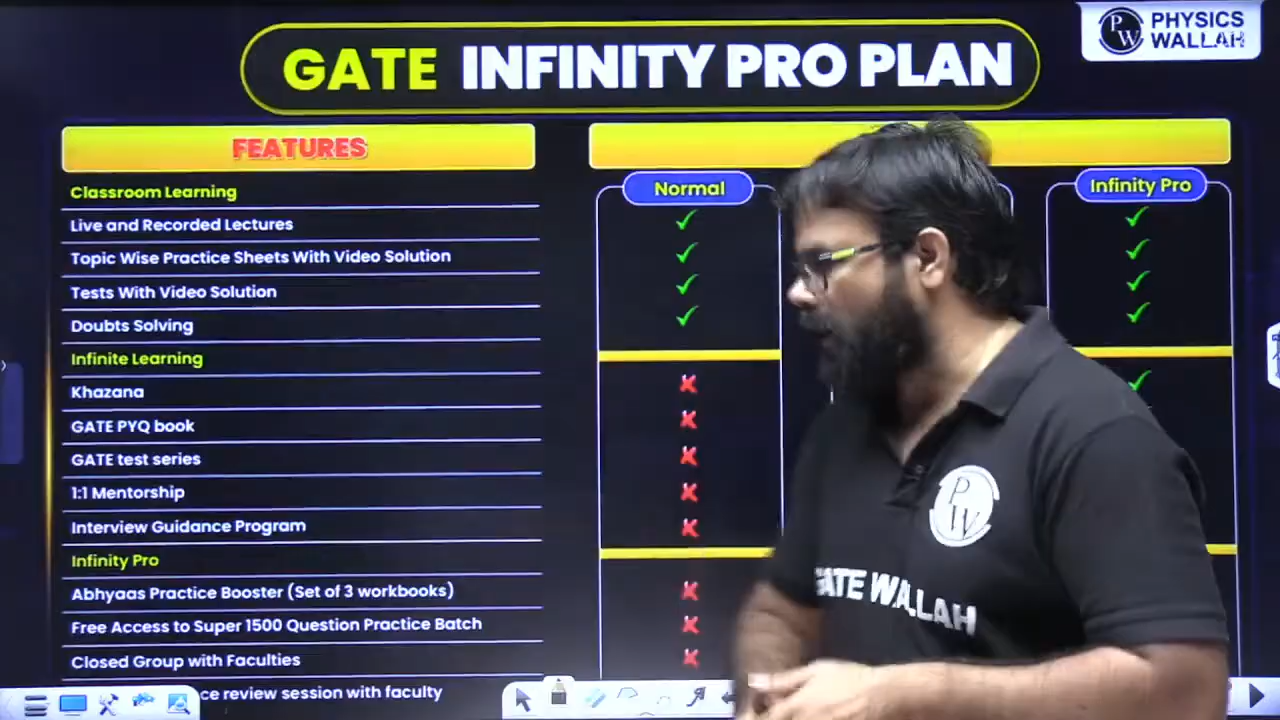 GATE INFINITY PRO PLAN
PHYSICS
WALLAH
FEATURES
Normal
Infinity Pro
Classroom Learning
Live and Recorded Lectures
Topic Wise Practice Sheets With Video Solution
Tests With Video Solution
Doubts Solving
Infinite Learning
Khazana
GATE PYQ book
GATE test series
1:1 Mentorship
Interview Guidance Program
Infinity Pro
Abhyaas Practice Booster (Set of 3 workbooks)
Free Access to Super 1500 Question Practice Batch
Closed Group with Faculties
review session with faculty
PW
GATE WALLAH